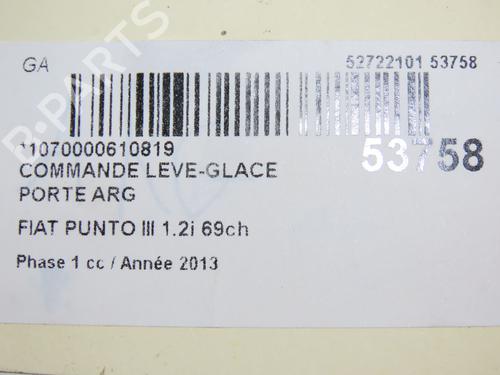 GA
52722101 53758
*11070000610819
53758
COMMANDE LEVE-GLACE
PORTE ARG
FIAT PUNTO III 1.2i 69ch
Phase 1 cc / Année 2013
B-PARTS